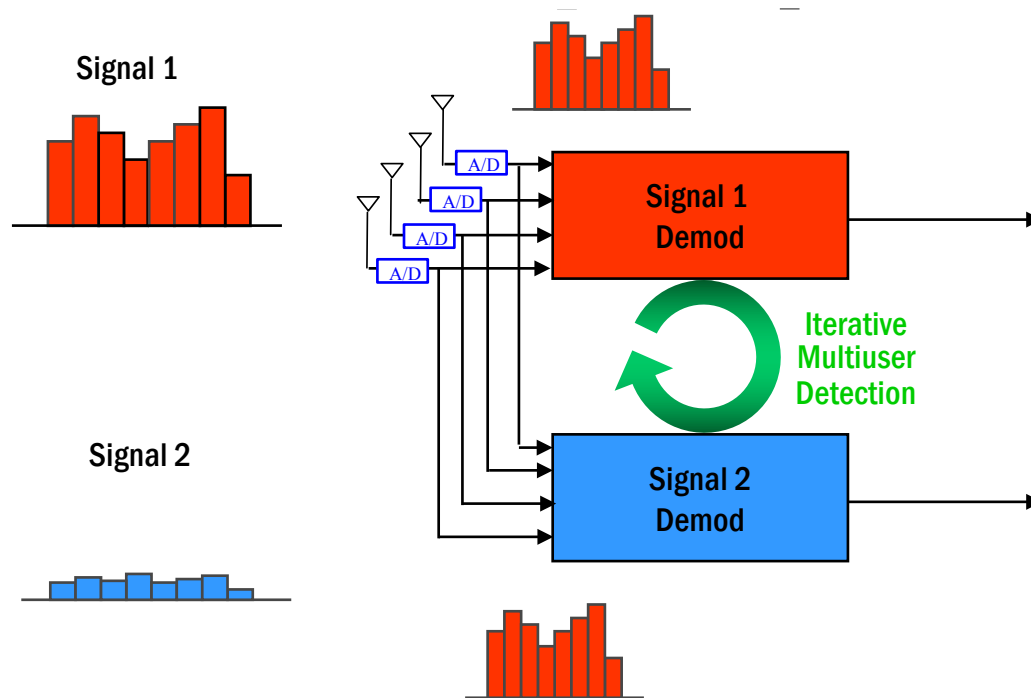 Signal 1
A/D
A/D
A/D
A/D
Signal 1
Demod
Iterative
Multiuser
Detection
Signal 2
Signal 2
Demod